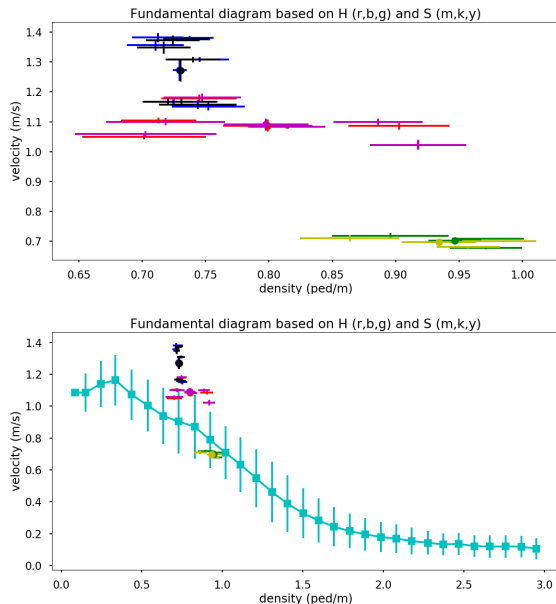 Fundamental diagram based on H (r,b,g) and S (m,k,y)
1.4
1.3
1.2
1.1
1.0
0.9
0.8
0.7
velocity (m/s)
0.65 0.70 0.75 0.80 0.85 0.90 0.95 1.00
density (ped/m)
Fundamental diagram based on H (r,b,g) and S (m,k,y)
1.4
1.2
1.0
0.8
0.6
0.4
0.2
0.0
velocity (m/s)
0.0 0.5 1.0 1.5 2.0 2.5 3.0
density (ped/m)